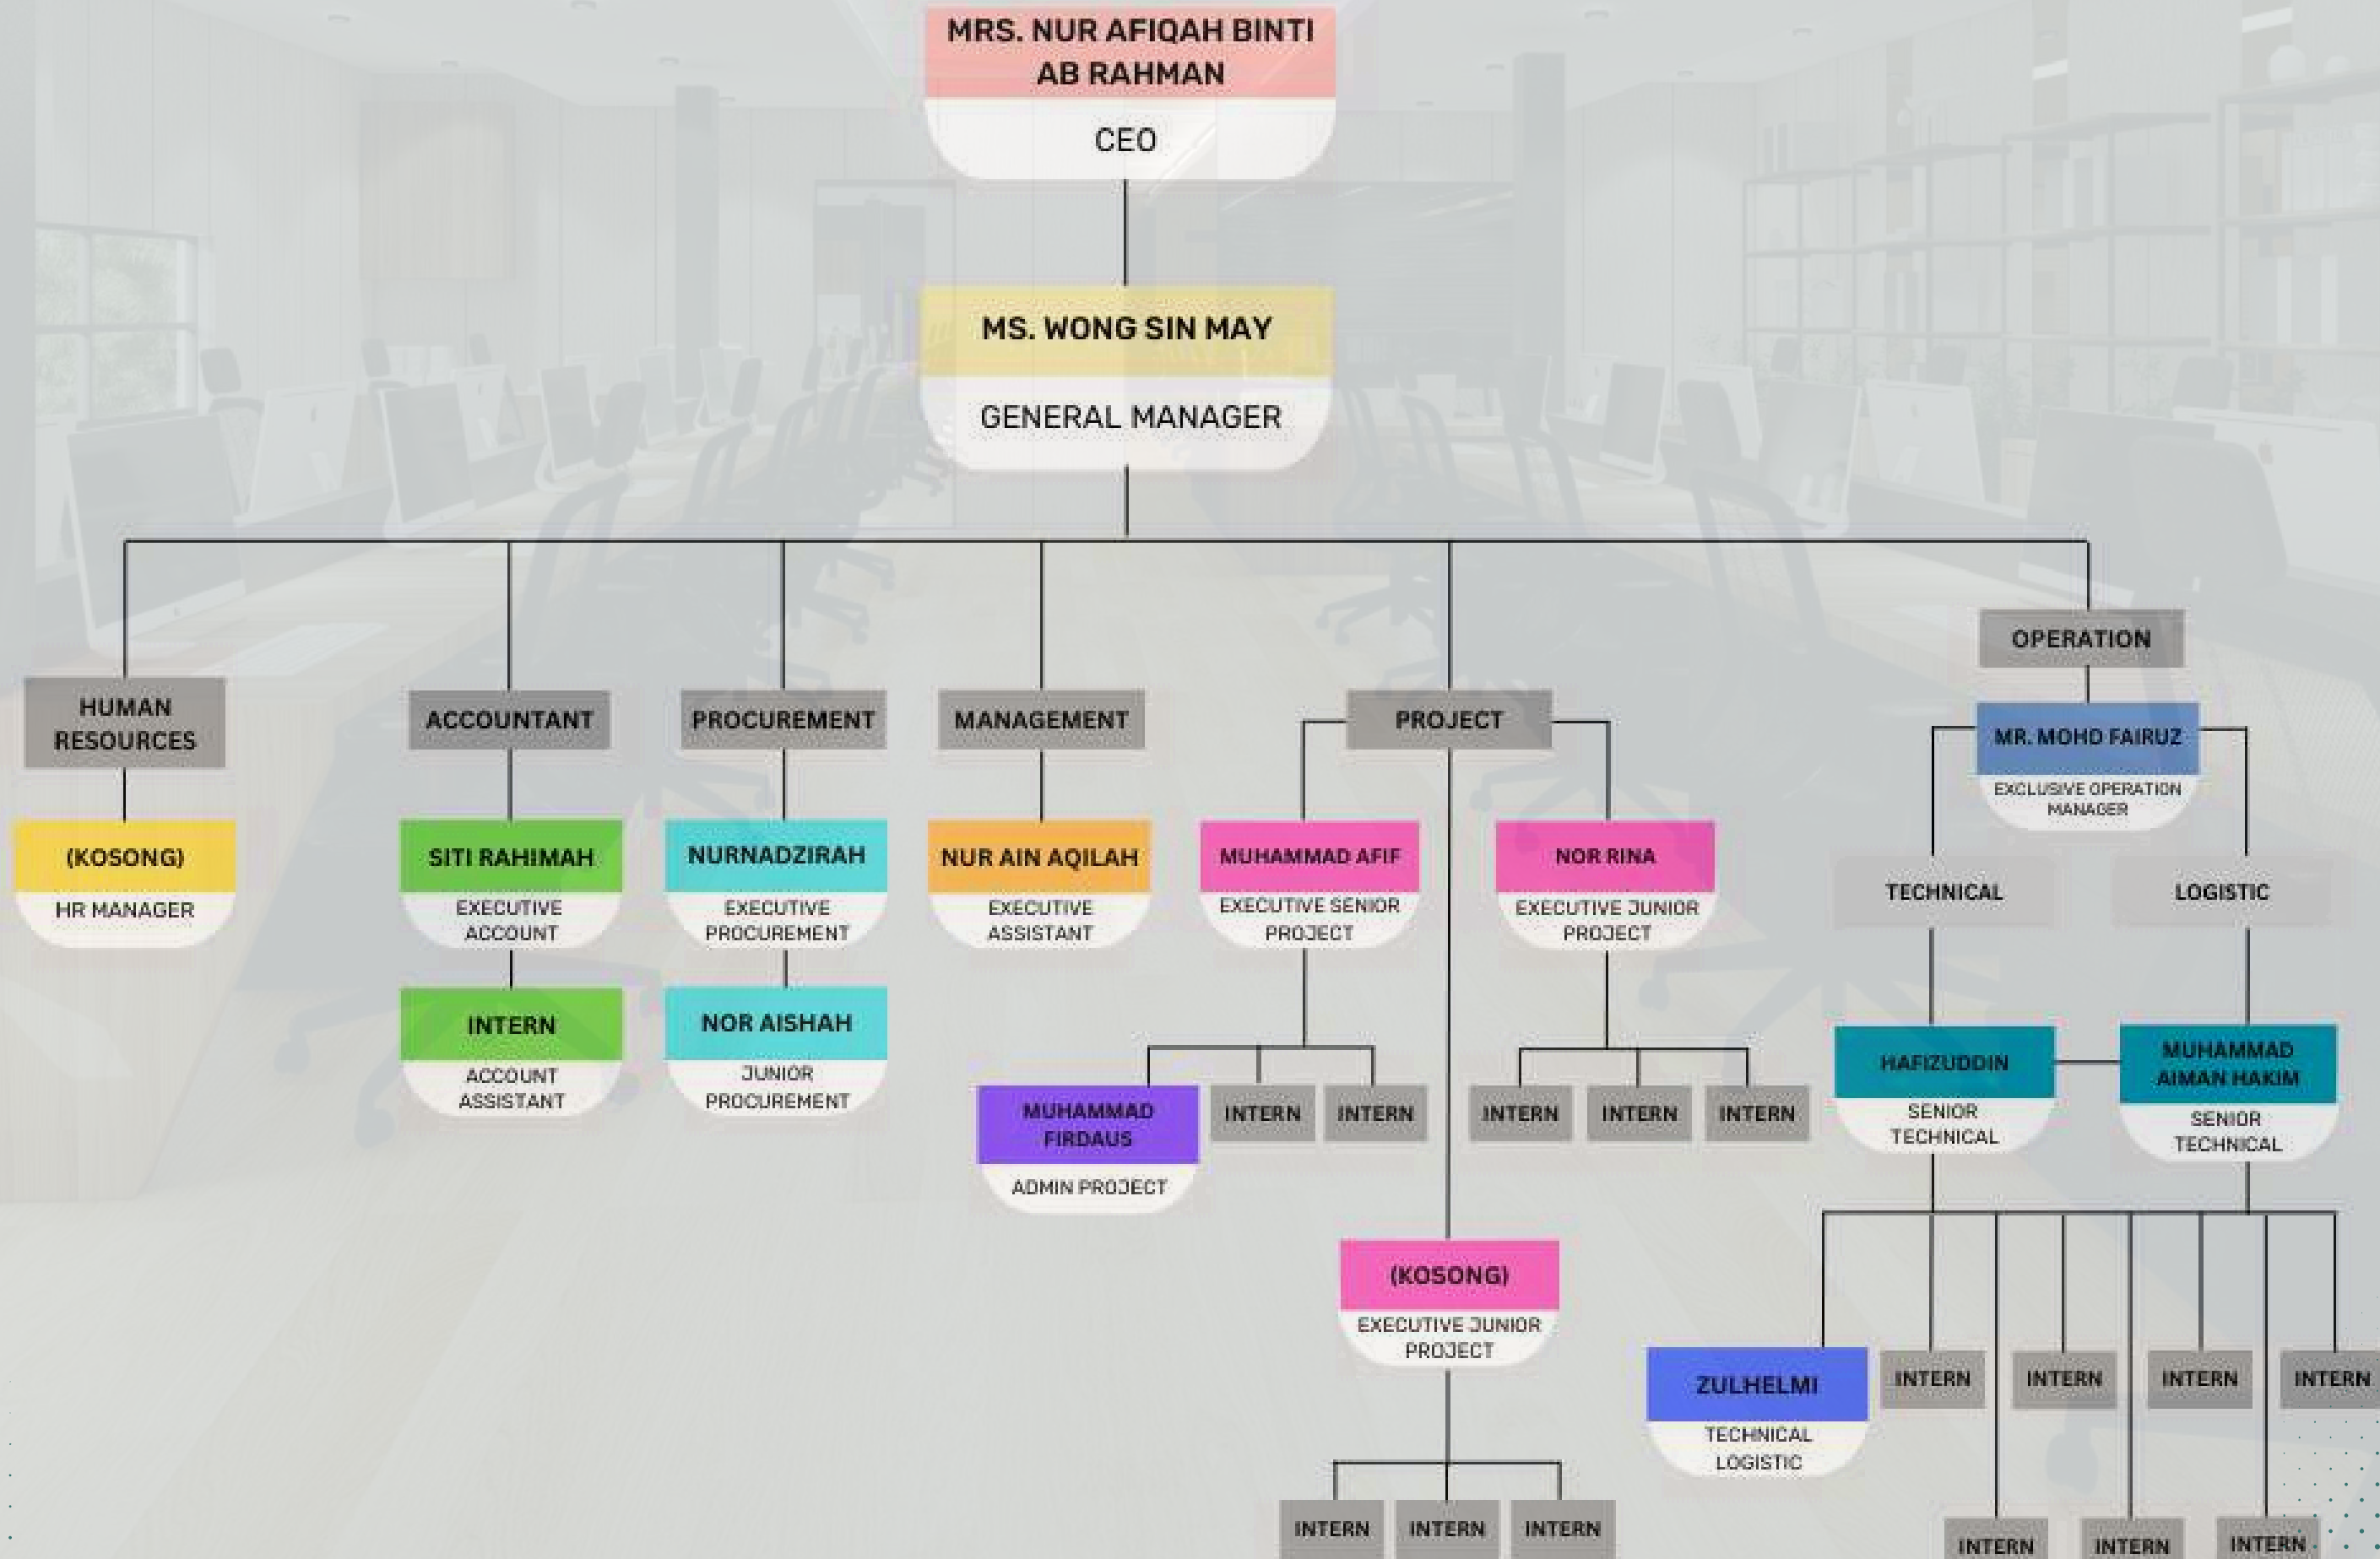 MRS. NUR AFIQAH BINTI
AB RAHMAN
CEO
MS. WONG SIN MAY
GENERAL MANAGER
OPERATION
MR. MOHD FAIRUZ
EXCLUSIVE OPERATION
MANAGER
HUMAN
RESOURCES
ACCOUNTANT
PROCUREMENT
MANAGEMENT
PROJECT
(KOSONG)
HR MANAGER
SITI RAHIMAH
EXECUTIVE
ACCOUNT
NURNADZIRAH
EXECUTIVE
PROCUREMENT
NUR AIN AQILAH
EXECUTIVE
ASSISTANT
MUHAMMAD AFIF
EXECUTIVE SENIOR
PROJECT
NOR RINA
EXECUTIVE JUNIOR
PROJECT
TECHNICAL
LOGISTIC
INTERN
ACCOUNT
ASSISTANT
NOR AISHAH
JUNIOR
PROCUREMENT
MUHAMMAD
FIRDAUS
ADMIN PROJECT
INTERN
INTERN
INTERN
INTERN
INTERN
HAFIZUDDIN
SENIOR
TECHNICAL
MUHAMMAD
AIMAN HAKIM
SENIOR
TECHNICAL
(KOSONG)
EXECUTIVE JUNIOR
PROJECT
ZULHELMI
TECHNICAL
LOGISTIC
INTERN
INTERN
INTERN
INTERN
INTERN
INTERN
INTERN
INTERN
INTERN
INTERN